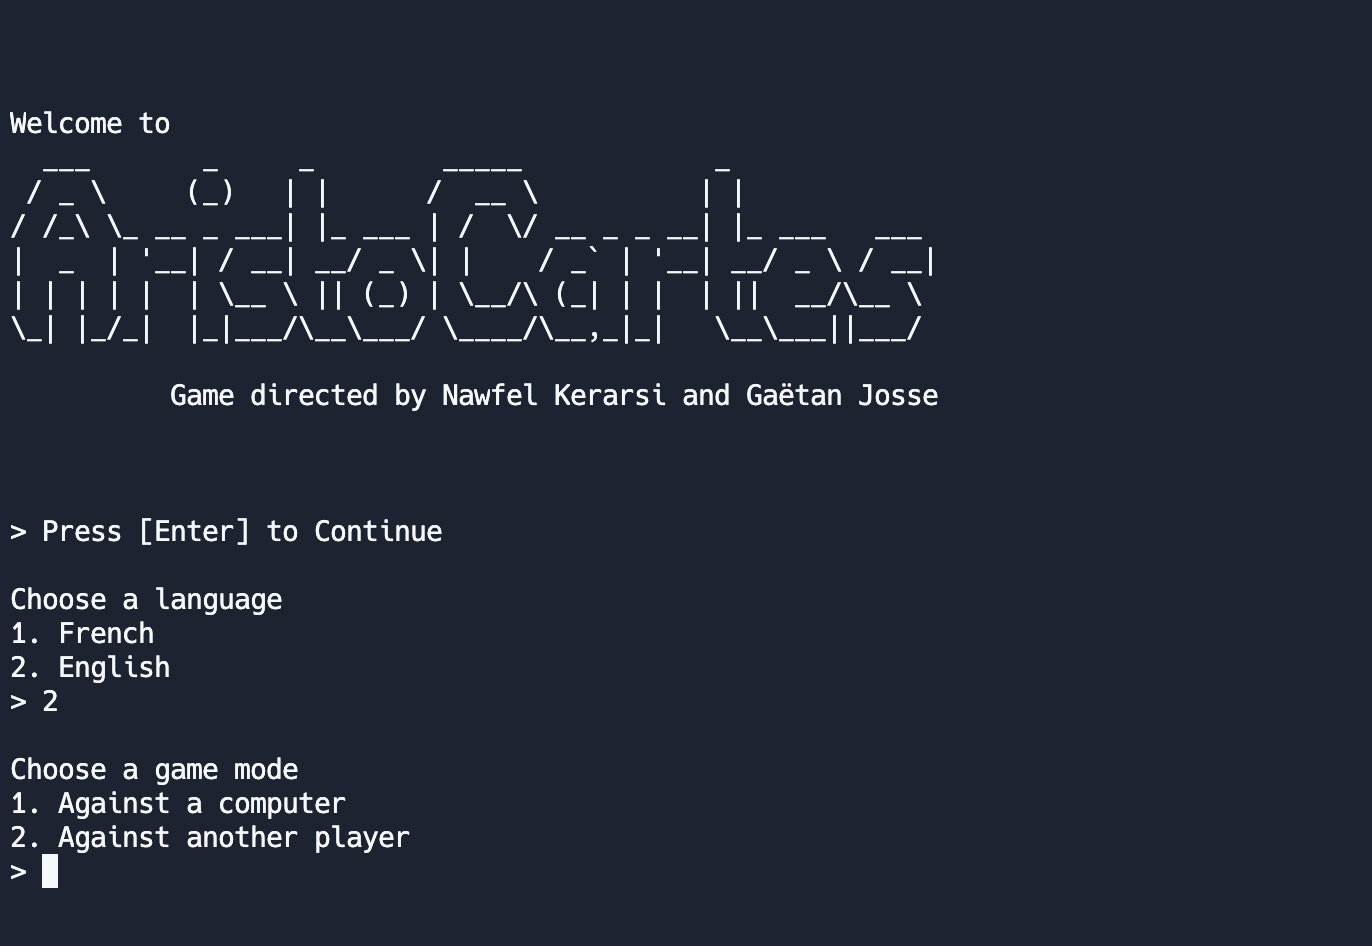 Welcome to
AristoCartes
Game directed by Nawfel Kerarsi and Gaëtan Josse
> Press [Enter] to Continue
Choose a language
1. French
2. English
> 2
Choose a game mode
1. Against a computer
2. Against another player
>